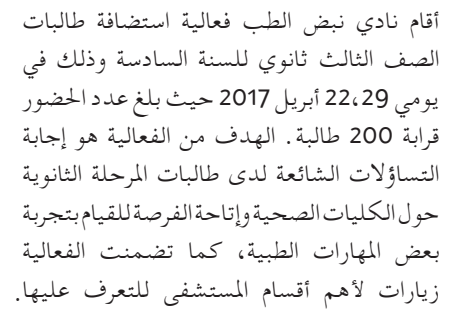 أقام نادي نبض الطب فعالية استضافة طالبات
الصف الثالث ثانوي للسنة السادسة وذلك في
يومي 22،29 أبريل 2017 حيث بلغ عدد الحضور
قرابة 200 طالبة. الهدف من الفعالية هو إجابة
التساؤلات الشائعة لدى طالبات المرحلة الثانوية
حول الكليات الصحية وإتاحة الفرصة للقيام بتجربة
بعض المهارات الطبية، كما تضمنت الفعالية
زيارات لأهم أقسام المستشفى للتعرف عليها.